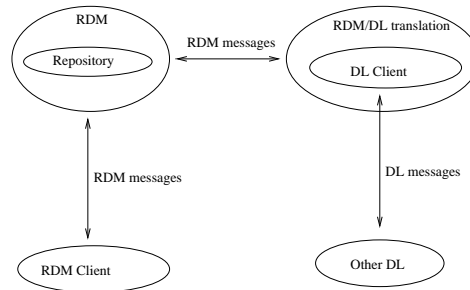 RDM
Repository
RDM messages
RDM/DL translation
DL Client
RDM messages
DL messages
RDM Client
Other DL